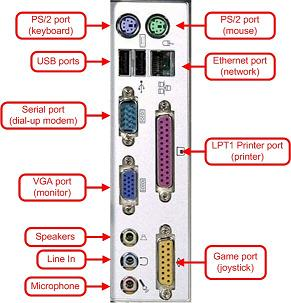 PS/2 port
(keyboard)
PS/2 port
(mouse)
USB ports
Ethernet port
(network)
Serial port
(dial-up modem)
LPT1 Printer port
(printer)
VGA port
(monitor)
Speakers
Line In
Game port
(joystick)
Microphone